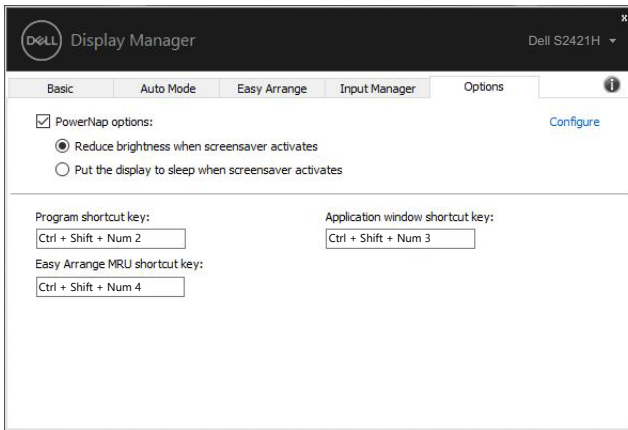 x
DELL Display Manager
Dell S2421H
Basic Auto Mode Easy Arrange Input Manager Options
PowerNap options:
Configure
Reduce brightness when screensaver activates
Put the display to sleep when screensaver activates
Program shortcut key:
Ctrl + Shift + Num 2
Application window shortcut key:
Ctrl + Shift + Num 3
Easy Arrange MRU shortcut key:
Ctrl + Shift + Num 4